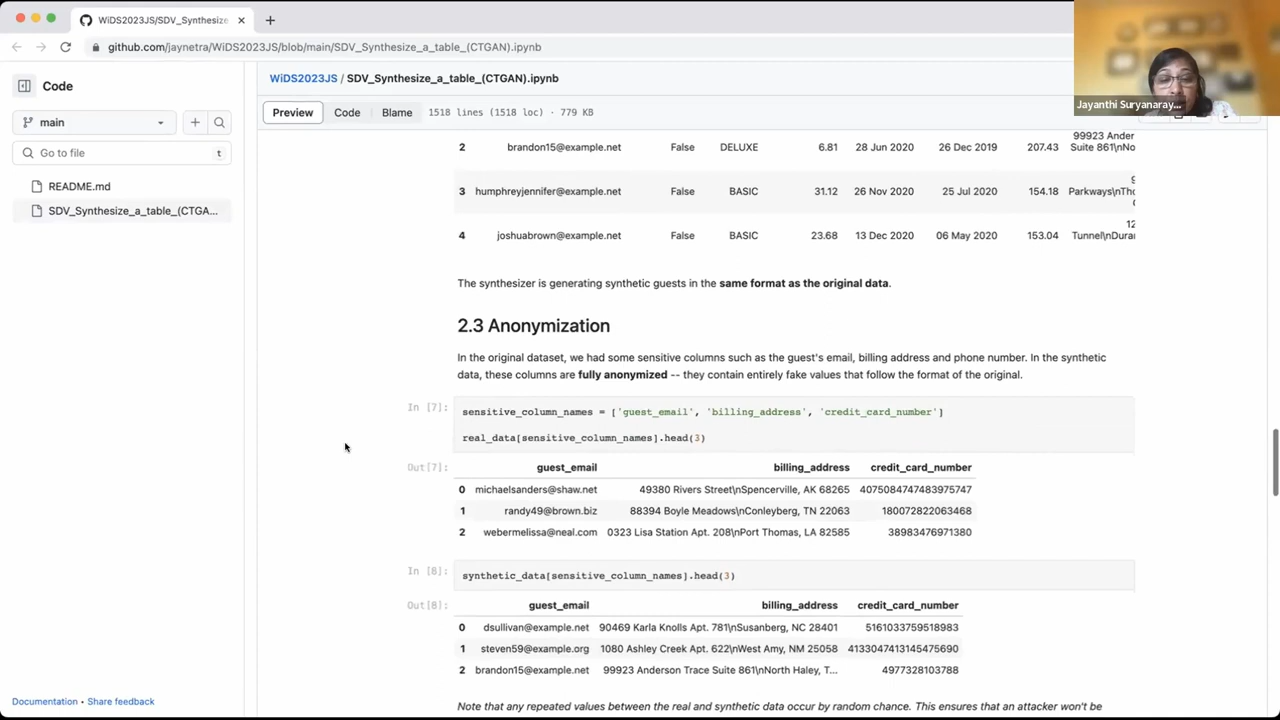 WiDS2023JS/SDV_Synthesize
github.com/jaynetra/WiDS2023JS/blob/main/SDV_Synthesize_a_table_(CTGAN).ipynb
Jayanthi Suryanaray...
Code
WiDS2023JS / SDV_Synthesize_a_table_(CTGAN).ipynb
main
Preview Code Blame 1518 lines (1518 loc) · 779 KB
Go to file t
README.md
SDV_Synthesize_a_table_(CTGA...
99923 Ander
2 brandon15@example.net False DELUXE 6.81 28 Jun 2020 26 Dec 2019 207.43 Suite 861\nNo
3 humphreyjennifer@example.net False BASIC 31.12 26 Nov 2020 25 Jul 2020 154.18 Parkways\nTho
12
4 joshuabrown@example.net False BASIC 23.68 13 Dec 2020 06 May 2020 153.04 Tunnel\nDuran
The synthesizer is generating synthetic guests in the same format as the original data.
2.3 Anonymization
In the original dataset, we had some sensitive columns such as the guest's email, billing address and phone number. In the synthetic
data, these columns are fully anonymized -- they contain entirely fake values that follow the format of the original.
In [7]: sensitive_column_names = ['guest_email', 'billing_address', 'credit_card_number']
real_data[sensitive_column_names].head(3)
Out[7]: guest_email billing_address credit_card_number
0 michaelsanders@shaw.net 49380 Rivers Street\nSpencerville, AK 68265 4075084747483975747
1 randy49@brown.biz 88394 Boyle Meadows\nConleyberg, TN 22063 180072822063468
2 webermelissa@neal.com 0323 Lisa Station Apt. 208\nPort Thomas, LA 82585 38983476971380
In [8]: synthetic_data[sensitive_column_names].head(3)
Out[8]: guest_email billing_address credit_card_number
0 dsullivan@example.net 90469 Karla Knolls Apt. 781\nSusanberg, NC 28401 5161033759518983
1 steven59@example.org 1080 Ashley Creek Apt. 622\nWest Amy, NM 25058 4133047413145475690
2 brandon15@example.net 99923 Anderson Trace Suite 861\nNorth Haley, T... 4977328103788
Note that any repeated values between the real and synthetic data occur by random chance. This ensures that an attacker won't be
Documentation • Share feedback